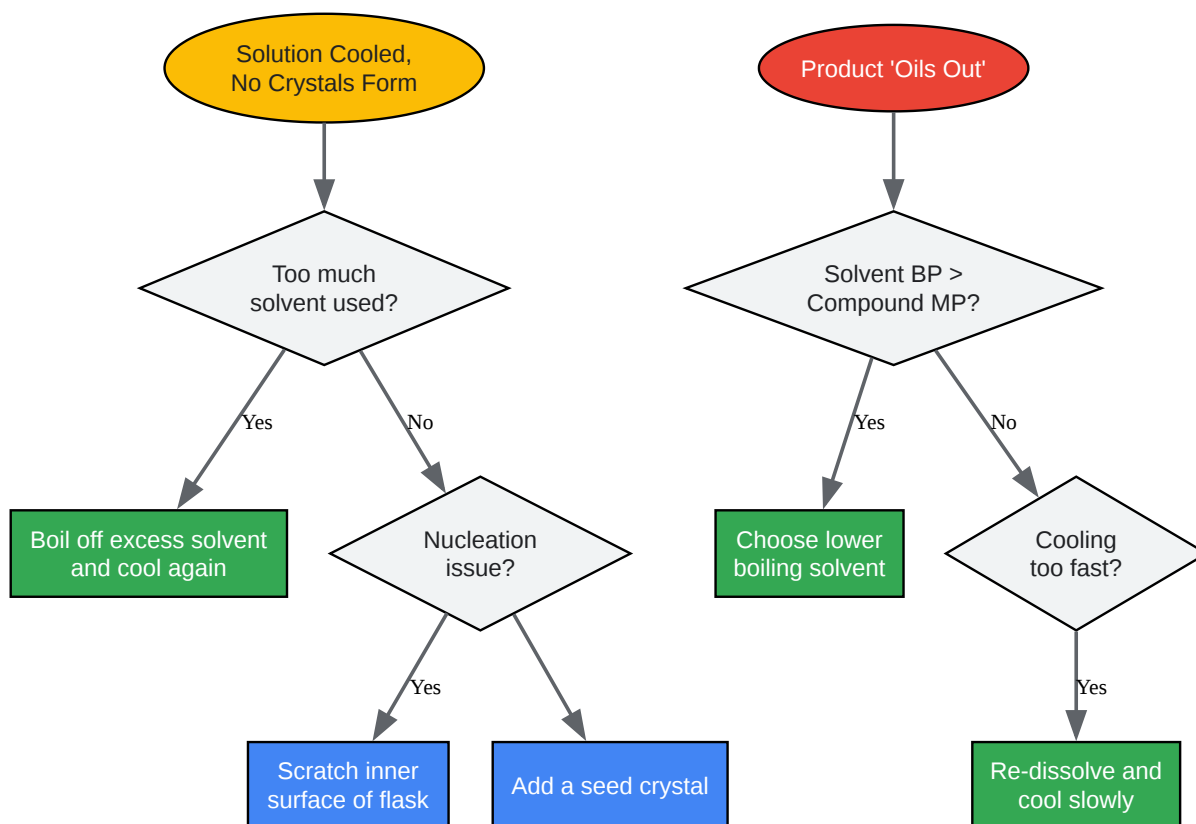 Solution Cooled,
No Crystals Form
Product 'Oils Out'
Too much
solvent used?
Solvent BP >
Compound MP?
Yes
No
Yes
No
Boil off excess solvent
and cool again
Nucleation
issue?
Choose lower
boiling solvent
Cooling
too fast?
Yes
Yes
Scratch inner
surface of flask
Add a seed crystal
Re-dissolve and
cool slowly